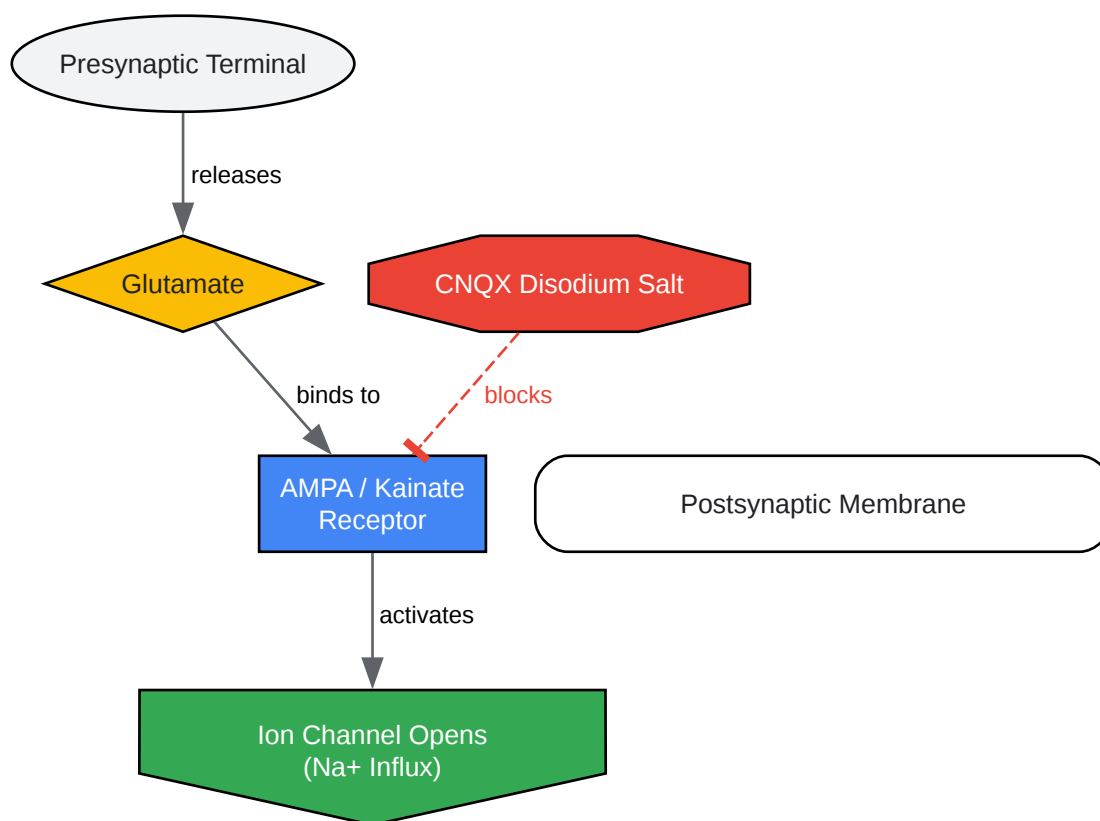 Presynaptic Terminal
releases
Glutamate
CNQX Disodium Salt
binds to
blocks
AMPA / Kainate
Receptor
Postsynaptic Membrane
activates
Ion Channel Opens
(Na+ Influx)